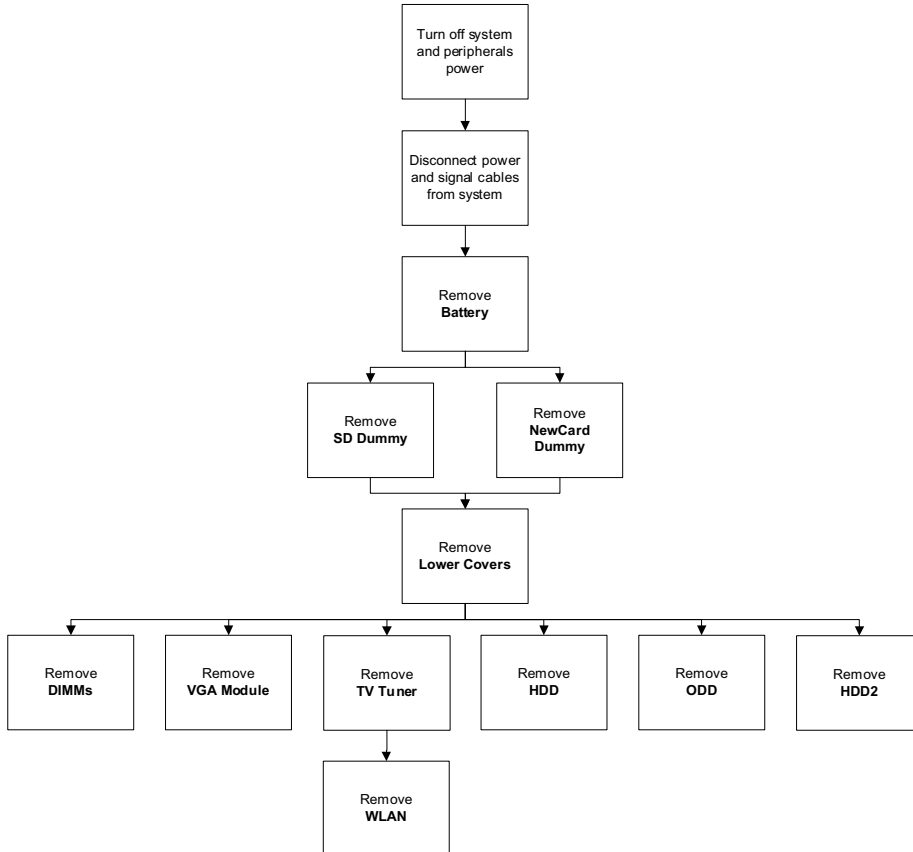 Turn off system
and peripherals
power
Disconnect power
and signal cables
from system
Remove
Battery
Remove
SD Dummy
Remove
NewCard
Dummy
Remove
Lower Covers
Remove
DIMMs
Remove
VGA Module
Remove
TV Tuner
Remove
HDD
Remove
ODD
Remove
HDD2
Remove
WLAN